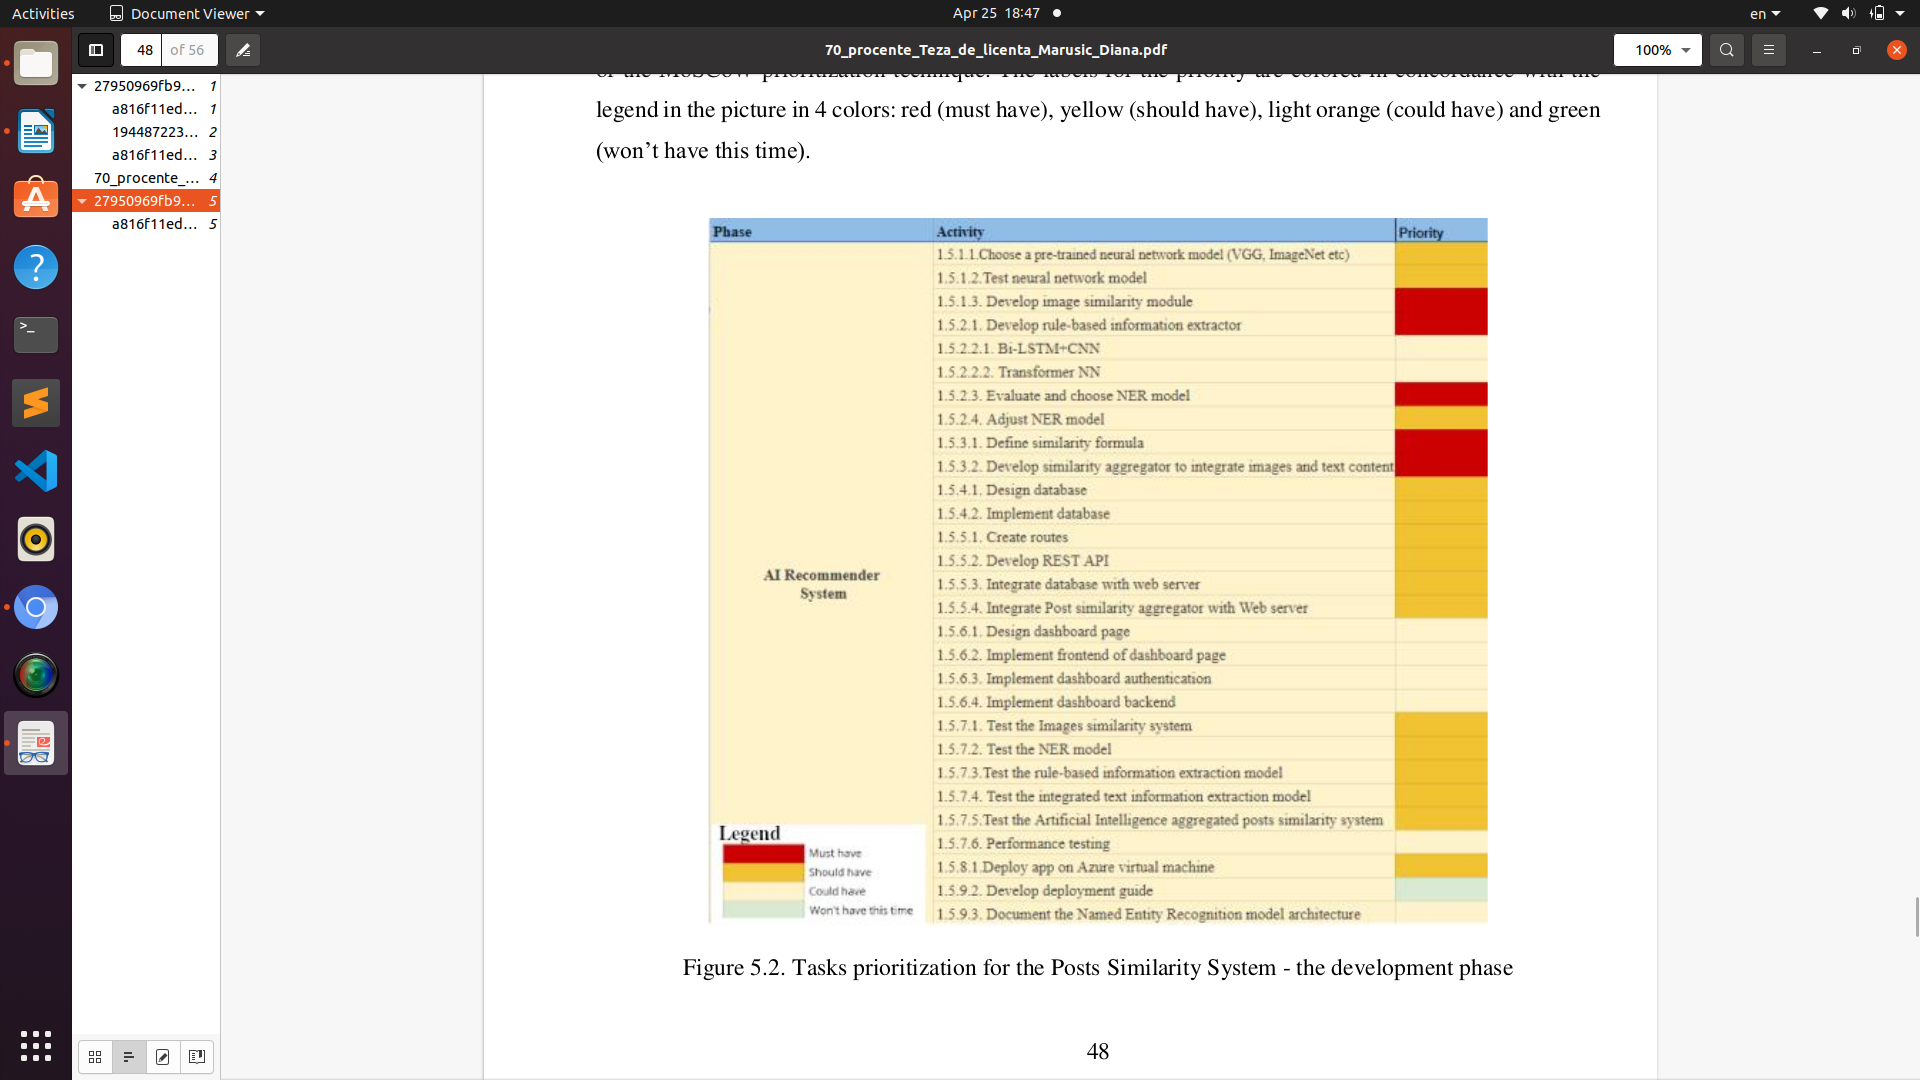 Activities
Document Viewer
Apr 25 18:47
en
48
of 56
70_procente_Teza_de_licenta_Marusic_Diana.pdf
100%
27950969fb9... 1
a816f11ed... 1
194487223... 2
a816f11ed... 3
70_procente_... 4
27950969fb9... 5
a816f11ed... 5
of the MoSCoW prioritization technique. The labels for the priority are colored in concordance with the
legend in the picture in 4 colors: red (must have), yellow (should have), light orange (could have) and green
(won't have this time).
Phase Activity Priority
1.5.1.1.Choose a pre-trained neural network model (VGG, ImageNet etc)
1.5.1.2.Test neural network model
1.5.1.3. Develop image similarity module
1.5.2.1. Develop rule-based information extractor
1.5.2.2.1. Bi-LSTM+CNN
1.5.2.2.2. Transformer NN
1.5.2.3. Evaluate and choose NER model
1.5.2.4. Adjust NER model
1.5.3.1. Define similarity formula
1.5.3.2. Develop similarity aggregator to integrate images and text content
1.5.4.1. Design database
1.5.4.2. Implement database
1.5.5.1. Create routes
1.5.5.2. Develop REST API
1.5.5.3. Integrate database with web server
1.5.5.4. Integrate Post similarity aggregator with Web server
1.5.6.1. Design dashboard page
1.5.6.2. Implement frontend of dashboard page
1.5.6.3. Implement dashboard authentication
1.5.6.4. Implement dashboard backend
1.5.7.1. Test the Images similarity system
1.5.7.2. Test the NER model
1.5.7.3.Test the rule-based information extraction model
1.5.7.4. Test the integrated text information extraction model
1.5.7.5.Test the Artificial Intelligence aggregated posts similarity system
1.5.7.6. Performance testing
1.5.8.1.Deploy app on Azure virtual machine
1.5.9.2. Develop deployment guide
1.5.9.3. Document the Named Entity Recognition model architecture
AI Recommender
System
Legend
Must have
Should have
Could have
Won't have this time
Figure 5.2. Tasks prioritization for the Posts Similarity System - the development phase
48